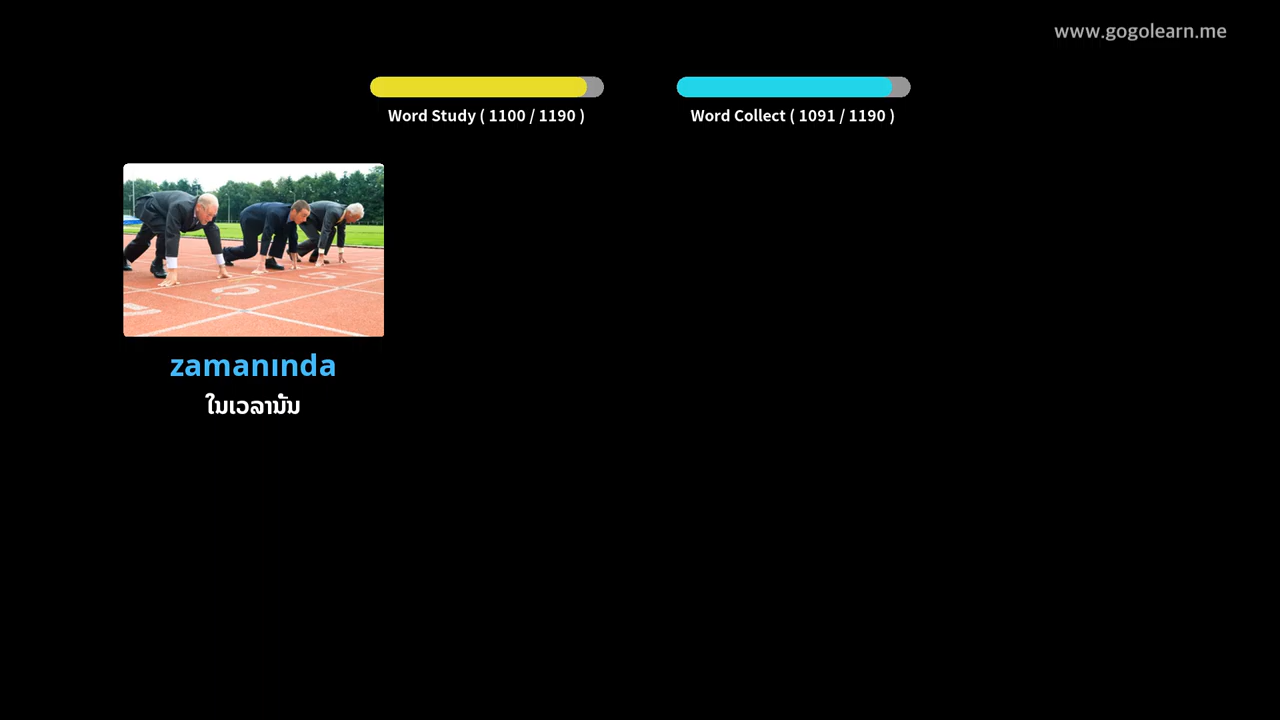 www.gogolearn.me
Word Study ( 1100 / 1190 )
Word Collect ( 1091 / 1190 )
zamanında
ໃນເວລານັ້ນ